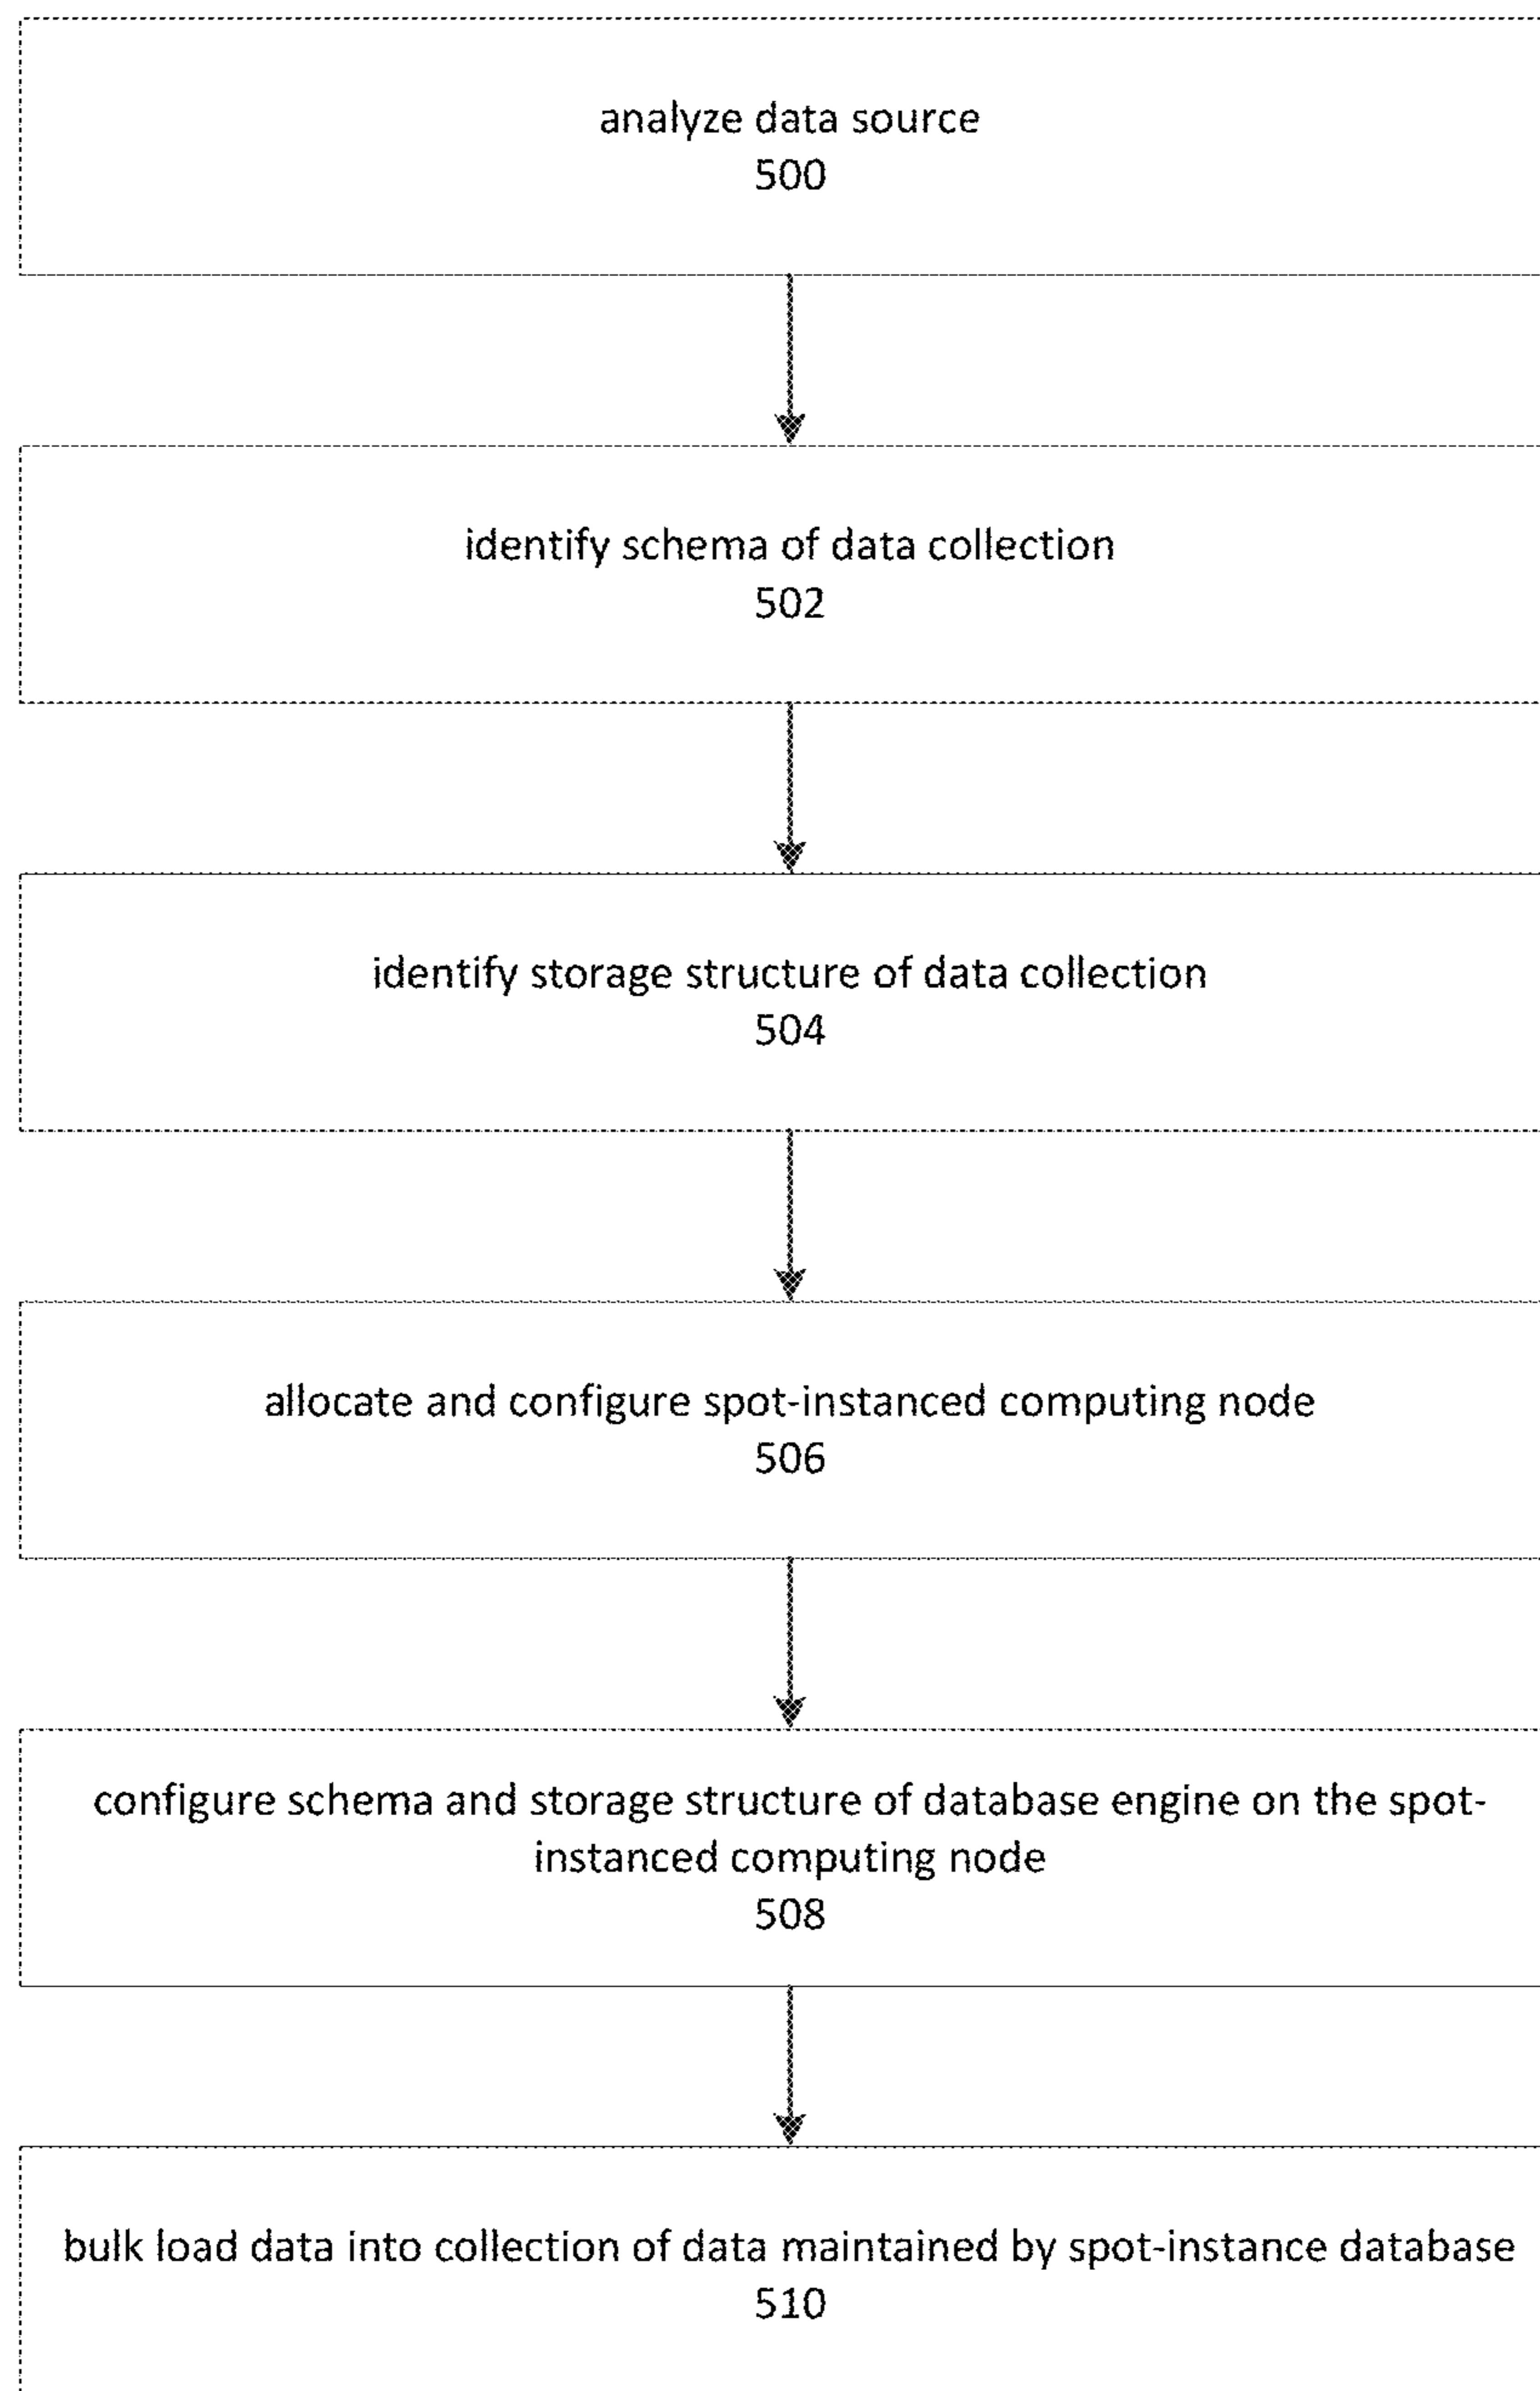 analyze data source
500
identify schema of data collection
502
identify storage structure of data collection
504
allocate and configure spot-instanced computing node
506
configure schema and storage structure of database engine on the spot-
instanced computing node
508
bulk load data into collection of data maintained by spot-instance database
510